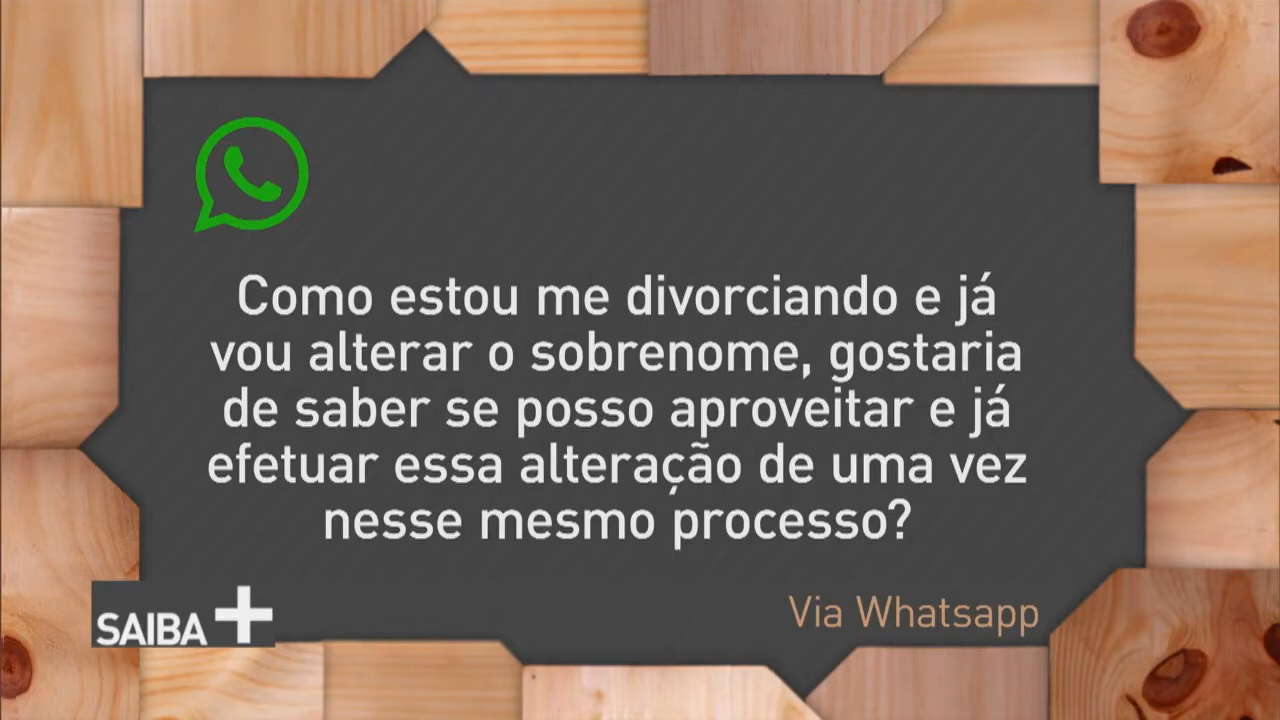 Como estou me divorciando e já
vou alterar o sobrenome, gostaria
de saber se posso aproveitar e já
efetuar essa alteração de uma vez
nesse mesmo processo?
Via Whatsapp
SAIBA+